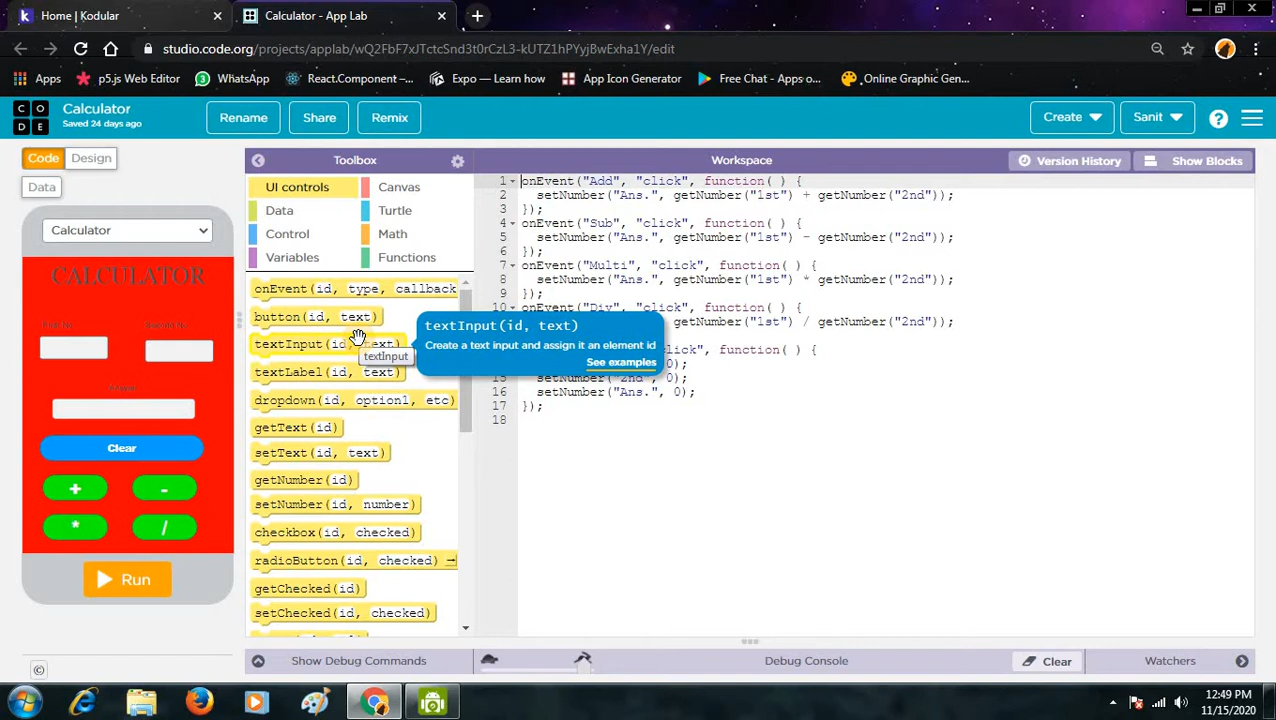 Home | Kodular
Calculator - App Lab
studio.code.org/projects/applab/wQ2FbF7xJTctcSnd3t0rCzL3-kUTZ1hPYyjBwExha1Y/edit
Apps
p5.js Web Editor
WhatsApp
React.Component –...
Expo — Learn how
App Icon Generator
Free Chat - Apps o...
Online Graphic Gen...
CODE
Calculator
Saved 24 days ago
Rename
Share
Remix
Create
Sanit
Code
Design
Data
Toolbox
Workspace
Version History
Show Blocks
UI controls
Canvas
Data
Turtle
Control
Math
Variables
Functions
Calculator
CALCULATOR
First No
Second No
Clear
+
-
*
/
Run
onEvent(id, type, callback
button(id, text)
textInput(id, text)
textLabel(id, text)
dropdown(id, option1, etc)
getText(id)
setText(id, text)
getNumber(id)
setNumber(id, number)
checkbox(id, checked)
radioButton(id, checked)
getChecked(id)
setChecked(id, checked)
textInput(id, text)
Create a text input and assign it an element id
See examples
textInput
1 onEvent("Add", "click", function( ) {
2 setNumber("Ans.", getNumber("1st") + getNumber("2nd"));
3 });
4 onEvent("Sub", "click", function( ) {
5 setNumber("Ans.", getNumber("1st") - getNumber("2nd"));
6 });
7 onEvent("Multi", "click", function( ) {
8 setNumber("Ans.", getNumber("1st") * getNumber("2nd"));
9 });
10 onEvent("Div", "click", function( ) {
getNumber("1st") / getNumber("2nd"));
lick", function( ) {
0);
setNumber("2nd", 0);
16 setNumber("Ans.", 0);
17 });
18
Show Debug Commands
Debug Console
Clear
Watchers
12:49 PM
11/15/2020